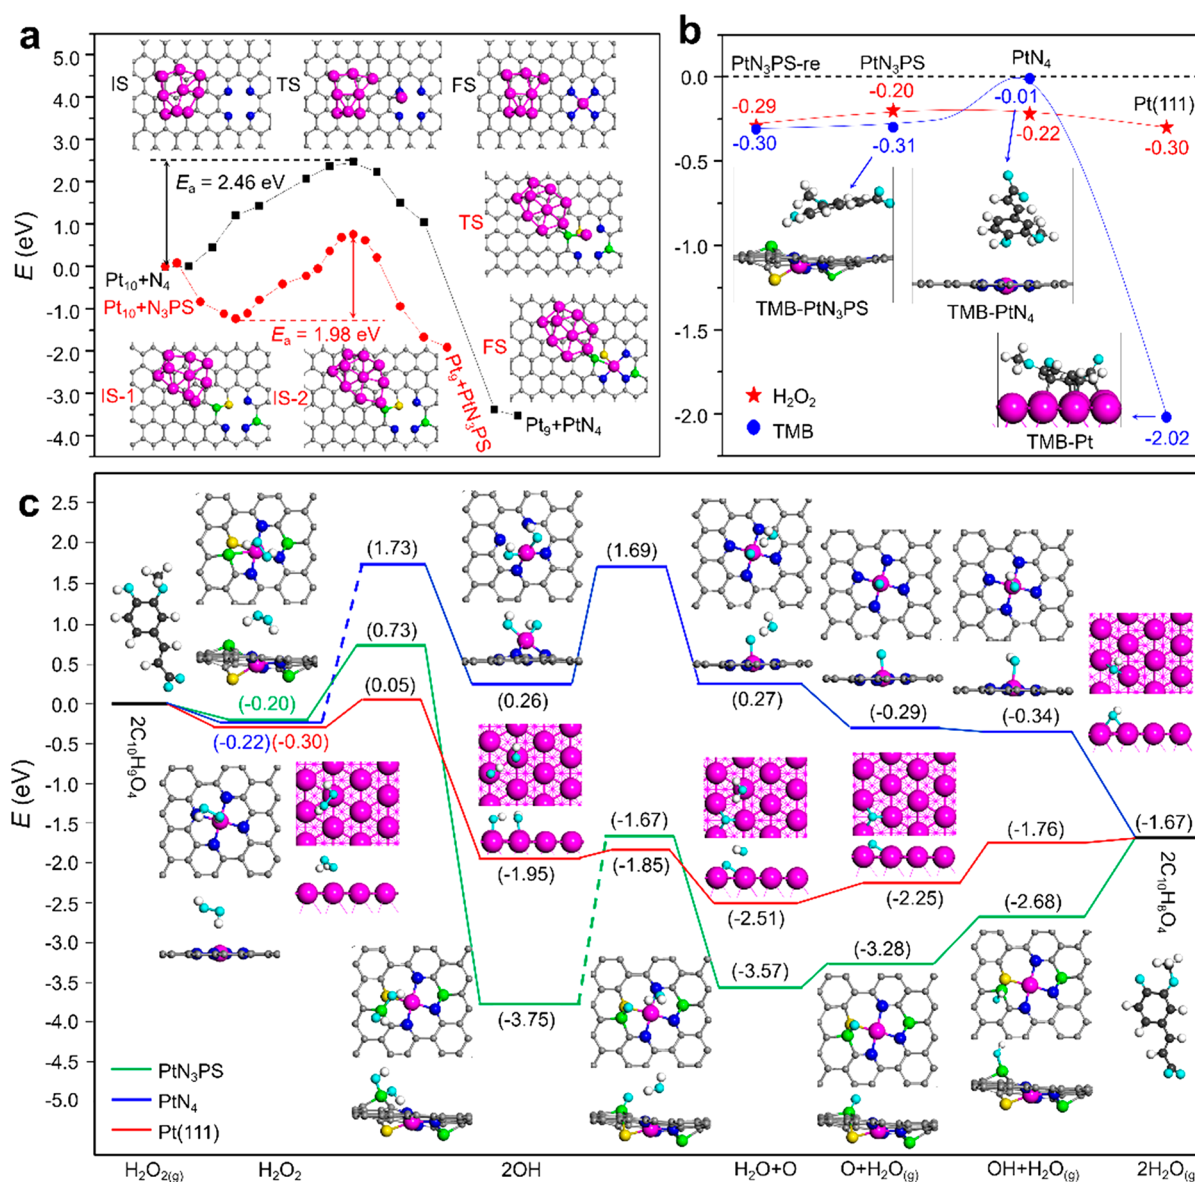 a
E (eV)
5.0
4.0
3.0
2.0
1.0
0.0
-1.0
-2.0
-3.0
-4.0
IS
TS
FS
Eₐ = 2.46 eV
TS
Pt₁₀+N₄
Pt₁₀+N₃PS
Eₐ = 1.98 eV
FS
IS-1
IS-2
Pt₉+PtN₃PS
Pt₉+PtN₄
b
E (eV)
0.0
-0.5
-1.0
-1.5
-2.0
PtN₃PS-re
PtN₃PS
PtN₄
Pt(111)
-0.29
-0.20
-0.01
-0.30
-0.31
-0.22
-0.30
TMB-PtN₃PS
TMB-PtN₄
H₂O₂
TMB
TMB-Pt
-2.02
c
E (eV)
2.5
2.0
1.5
1.0
0.5
0.0
-0.5
-1.0
-1.5
-2.0
-2.5
-3.0
-3.5
-4.0
-4.5
-5.0
(1.73)
(1.69)
(0.73)
(0.05)
(-0.20)
(0.26)
(0.27)
(-0.29)
(-0.34)
(-0.22)
(-0.30)
2C₁₀H₉O₄
(-1.67)
(-1.76)
(-1.67)
(-1.95)
(-1.85)
(-2.51)
(-2.25)
(-2.68)
2C₁₀H₈O₄
(-3.75)
(-3.57)
(-3.28)
PtN₃PS
PtN₄
Pt(111)
H₂O₂₍g₎
H₂O₂
2OH
H₂O+O
O+H₂O(g)
OH+H₂O(g)
2H₂O(g)